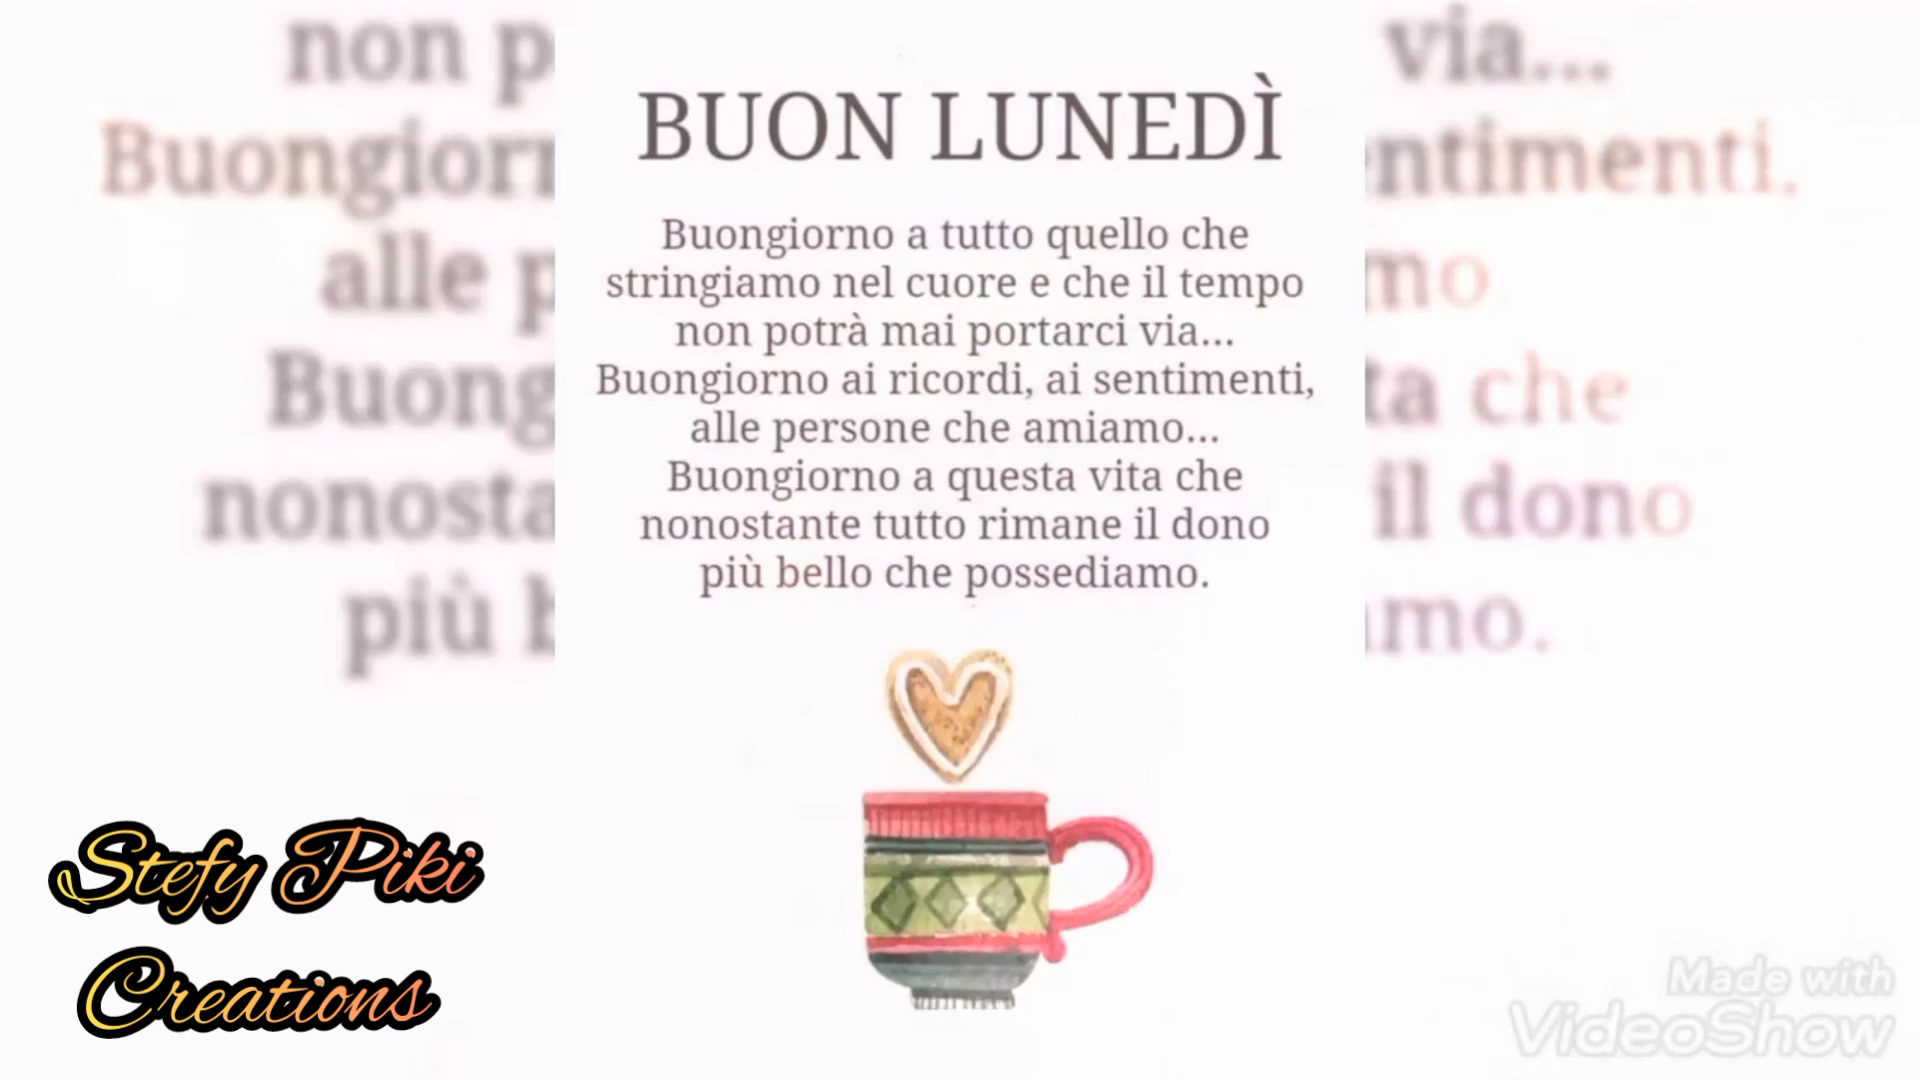 BUON LUNEDÌ
Buongiorno a tutto quello che
stringiamo nel cuore e che il tempo
non potrà mai portarci via...
Buongiorno ai ricordi, ai sentimenti,
alle persone che amiamo...
Buongiorno a questa vita che
nonostante tutto rimane il dono
più bello che possediamo.
Stefy Piki
Creations
Made with
VideoShow